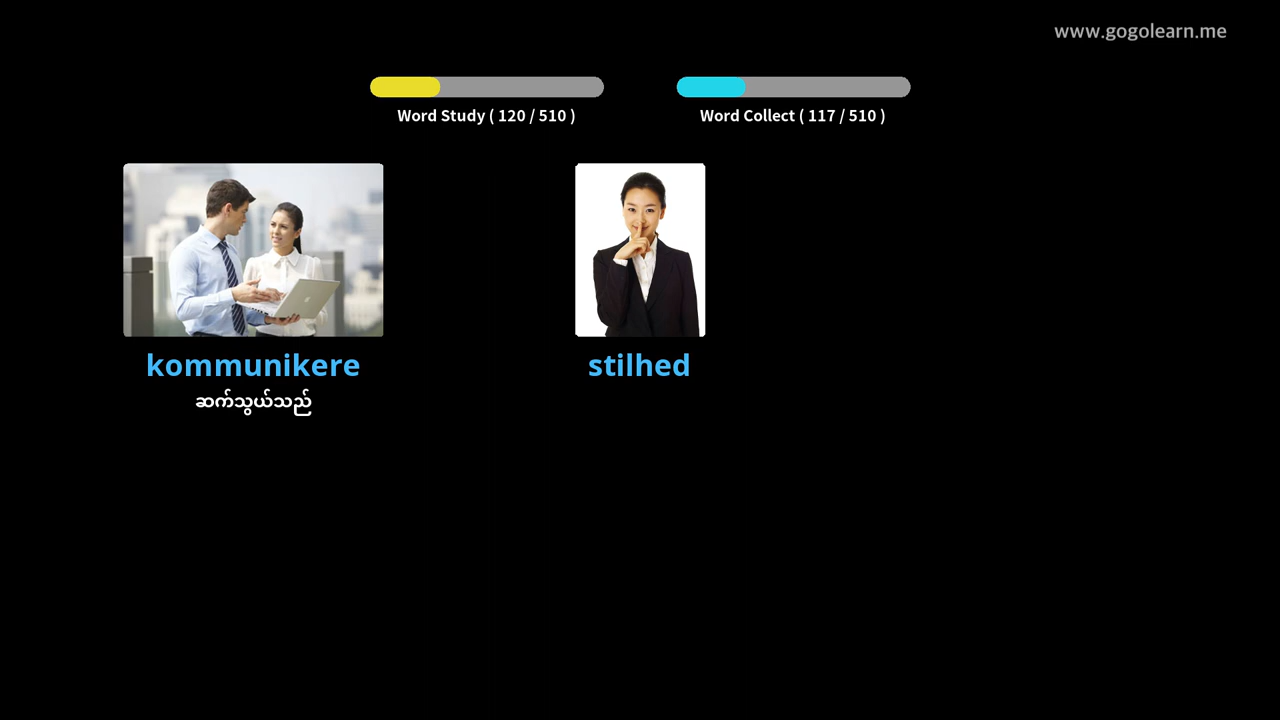 www.gogolearn.me
Word Study ( 120 / 510 )
Word Collect ( 117 / 510 )
kommunikere
ဆက်သွယ်သည်
stilhed